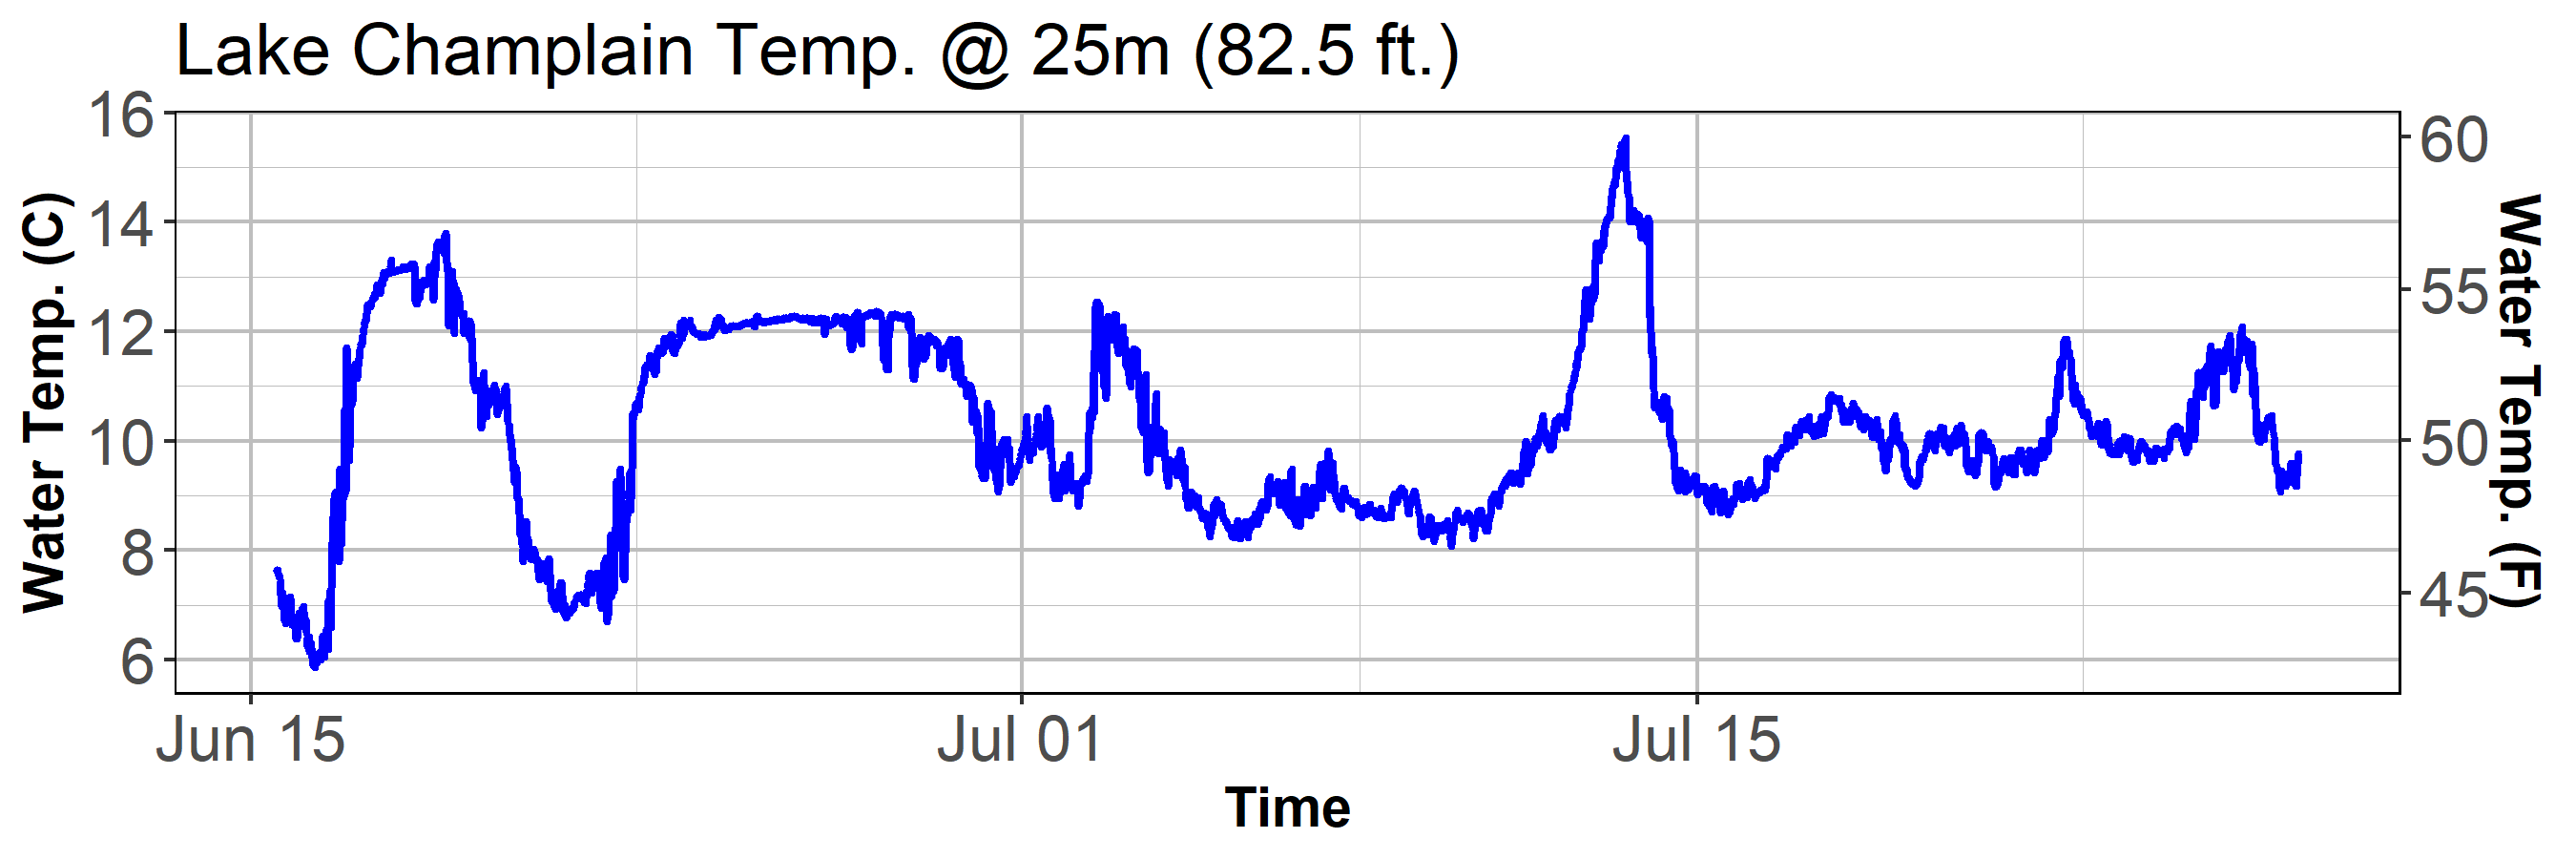 Lake Champlain Temp. @ 25m (82.5 ft.)
16
14
12
10
8
6
Water Temp. (C)
60
55
50
45
Water Temp. (F)
Jun 15
Jul 01
Jul 15
Time